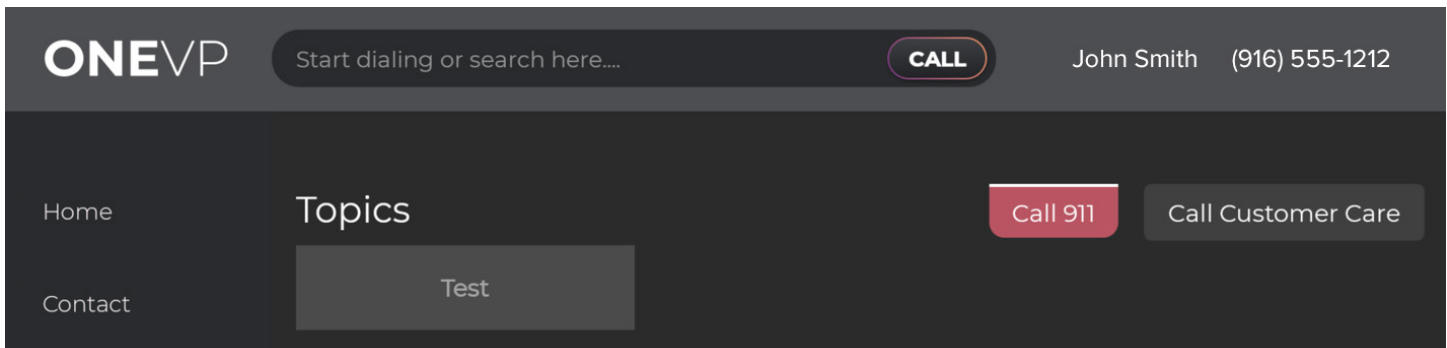 ONEVP
Start dialing or search here....
CALL
John Smith (916) 555-1212
Home
Topics
Call 911
Call Customer Care
Test
Contact